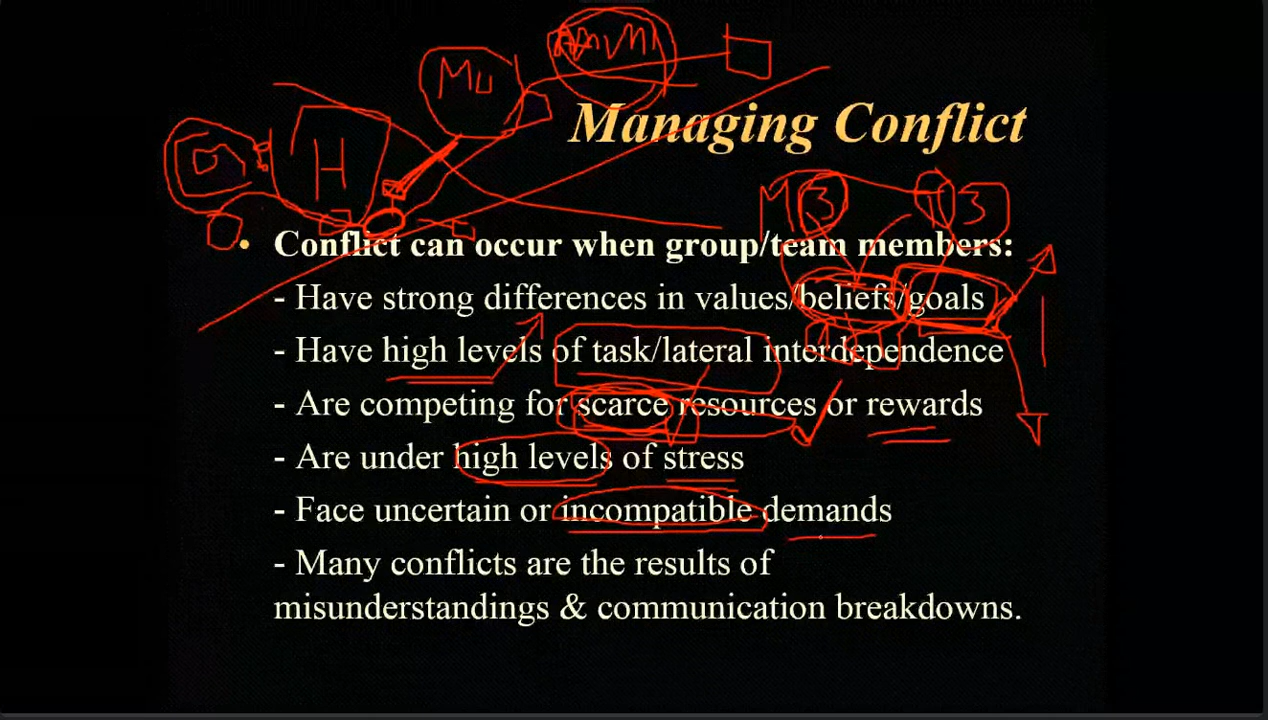 Managing Conflict
H
M 3
3
• Conflict can occur when group/team members:
- Have strong differences in values/beliefs/goals
- Have high levels of task/lateral interdependence
- Are competing for scarce resources or rewards
- Are under high levels of stress
- Face uncertain or incompatible demands
- Many conflicts are the results of
misunderstandings & communication breakdowns.